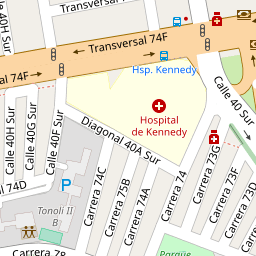 40H Sur
Transversal 74F
Transversal 74F
Hsp. Kennedy
Calle 40 Sur
Hospital
de Kennedy
Diagonal 40A Sur
Calle 40H Sur
Calle 40G Sur
Calle 40F Sur
74D
P
Tonoli II
B
Carrera 74C
Carrera 75B
Carrera 74A
Carrera 74
Carrera 73G
Carrera 73F
Carrera 73D
Parque
Carrera 78